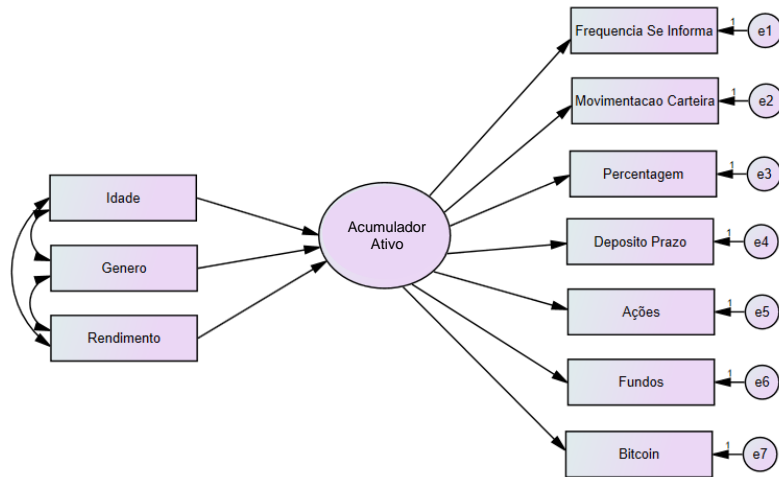 Frequência Se Informa
1
e1
Movimentacao Carteira
1
e2
Percentagem
1
e3
Idade
Acumulador
Ativo
Deposito Prazo
1
e4
Genero
Ações
1
e5
Rendimento
Fundos
1
e6
Bitcoin
1
e7